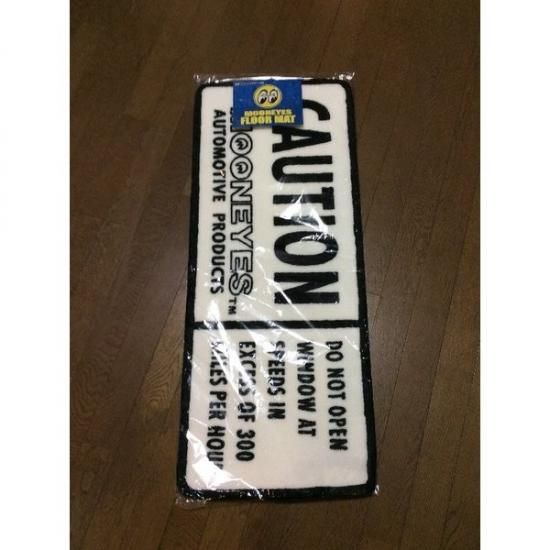 MOONEYES
FLOOR MAT
CAUTION
MOONEYES™
AUTOMOTIVE PRODUCTS
DO NOT OPEN
WINDOW AT
SPEEDS IN
EXCESS OF 300
MILES PER HOUR